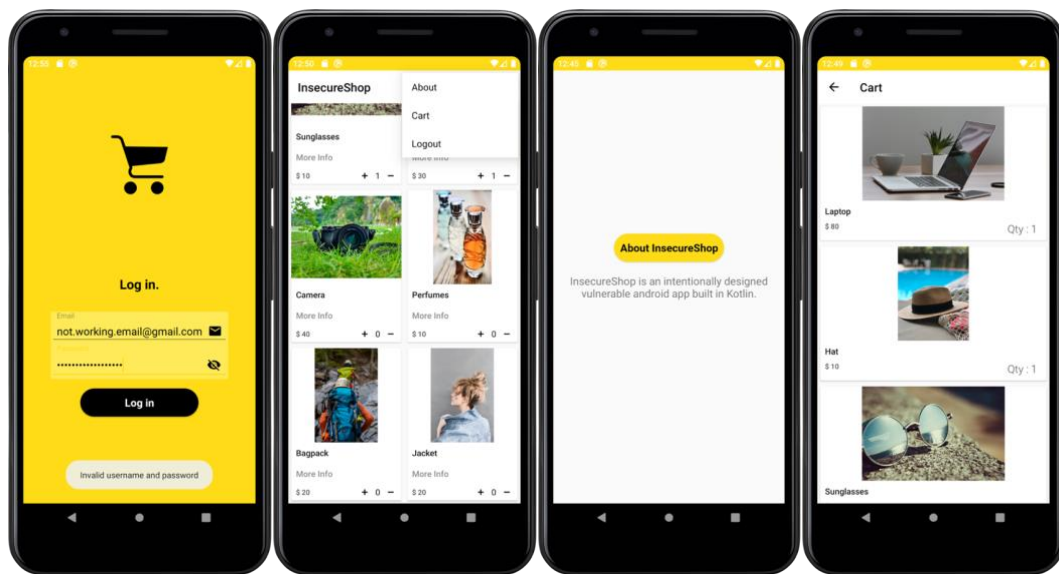 12:55
Log in.
Email
not.working.email@gmail.com
Password
••••••••••••••••••
Log in
Invalid username and password
12:50
InsecureShop
About
Cart
Logout
Sunglasses
More Info
$ 10 + 1 −
More Info
$ 30 + 1 −
Camera
More Info
$ 40 + 0 −
Perfumes
More Info
$ 10 + 0 −
Bagpack
More Info
$ 20 + 0 −
Jacket
More Info
$ 20 + 0 −
12:45
About InsecureShop
InsecureShop is an intentionally designed
vulnerable android app built in Kotlin.
12:49
← Cart
Laptop
$ 80
Qty : 1
Hat
$ 10
Qty : 1
Sunglasses